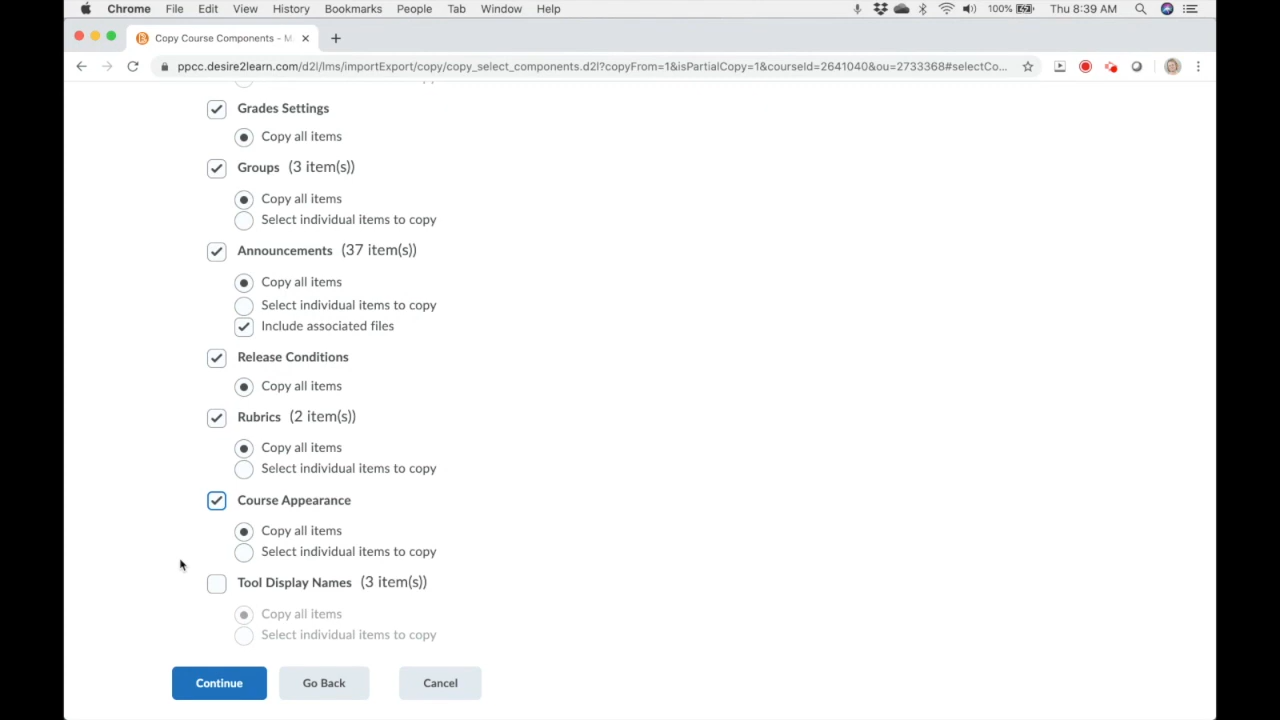 Chrome File Edit View History Bookmarks People Tab Window Help 100% Thu 8:39 AM
Copy Course Components - M
ppcc.desire2learn.com/d2l/lms/importExport/copy/copy_select_components.d2l?copyFrom=1&isPartialCopy=1&courseId=2641040&ou=2733368#selectCo...
Grades Settings
Copy all items
Groups (3 item(s))
Copy all items
Select individual items to copy
Announcements (37 item(s))
Copy all items
Select individual items to copy
Include associated files
Release Conditions
Copy all items
Rubrics (2 item(s))
Copy all items
Select individual items to copy
Course Appearance
Copy all items
Select individual items to copy
Tool Display Names (3 item(s))
Copy all items
Select individual items to copy
Continue Go Back Cancel